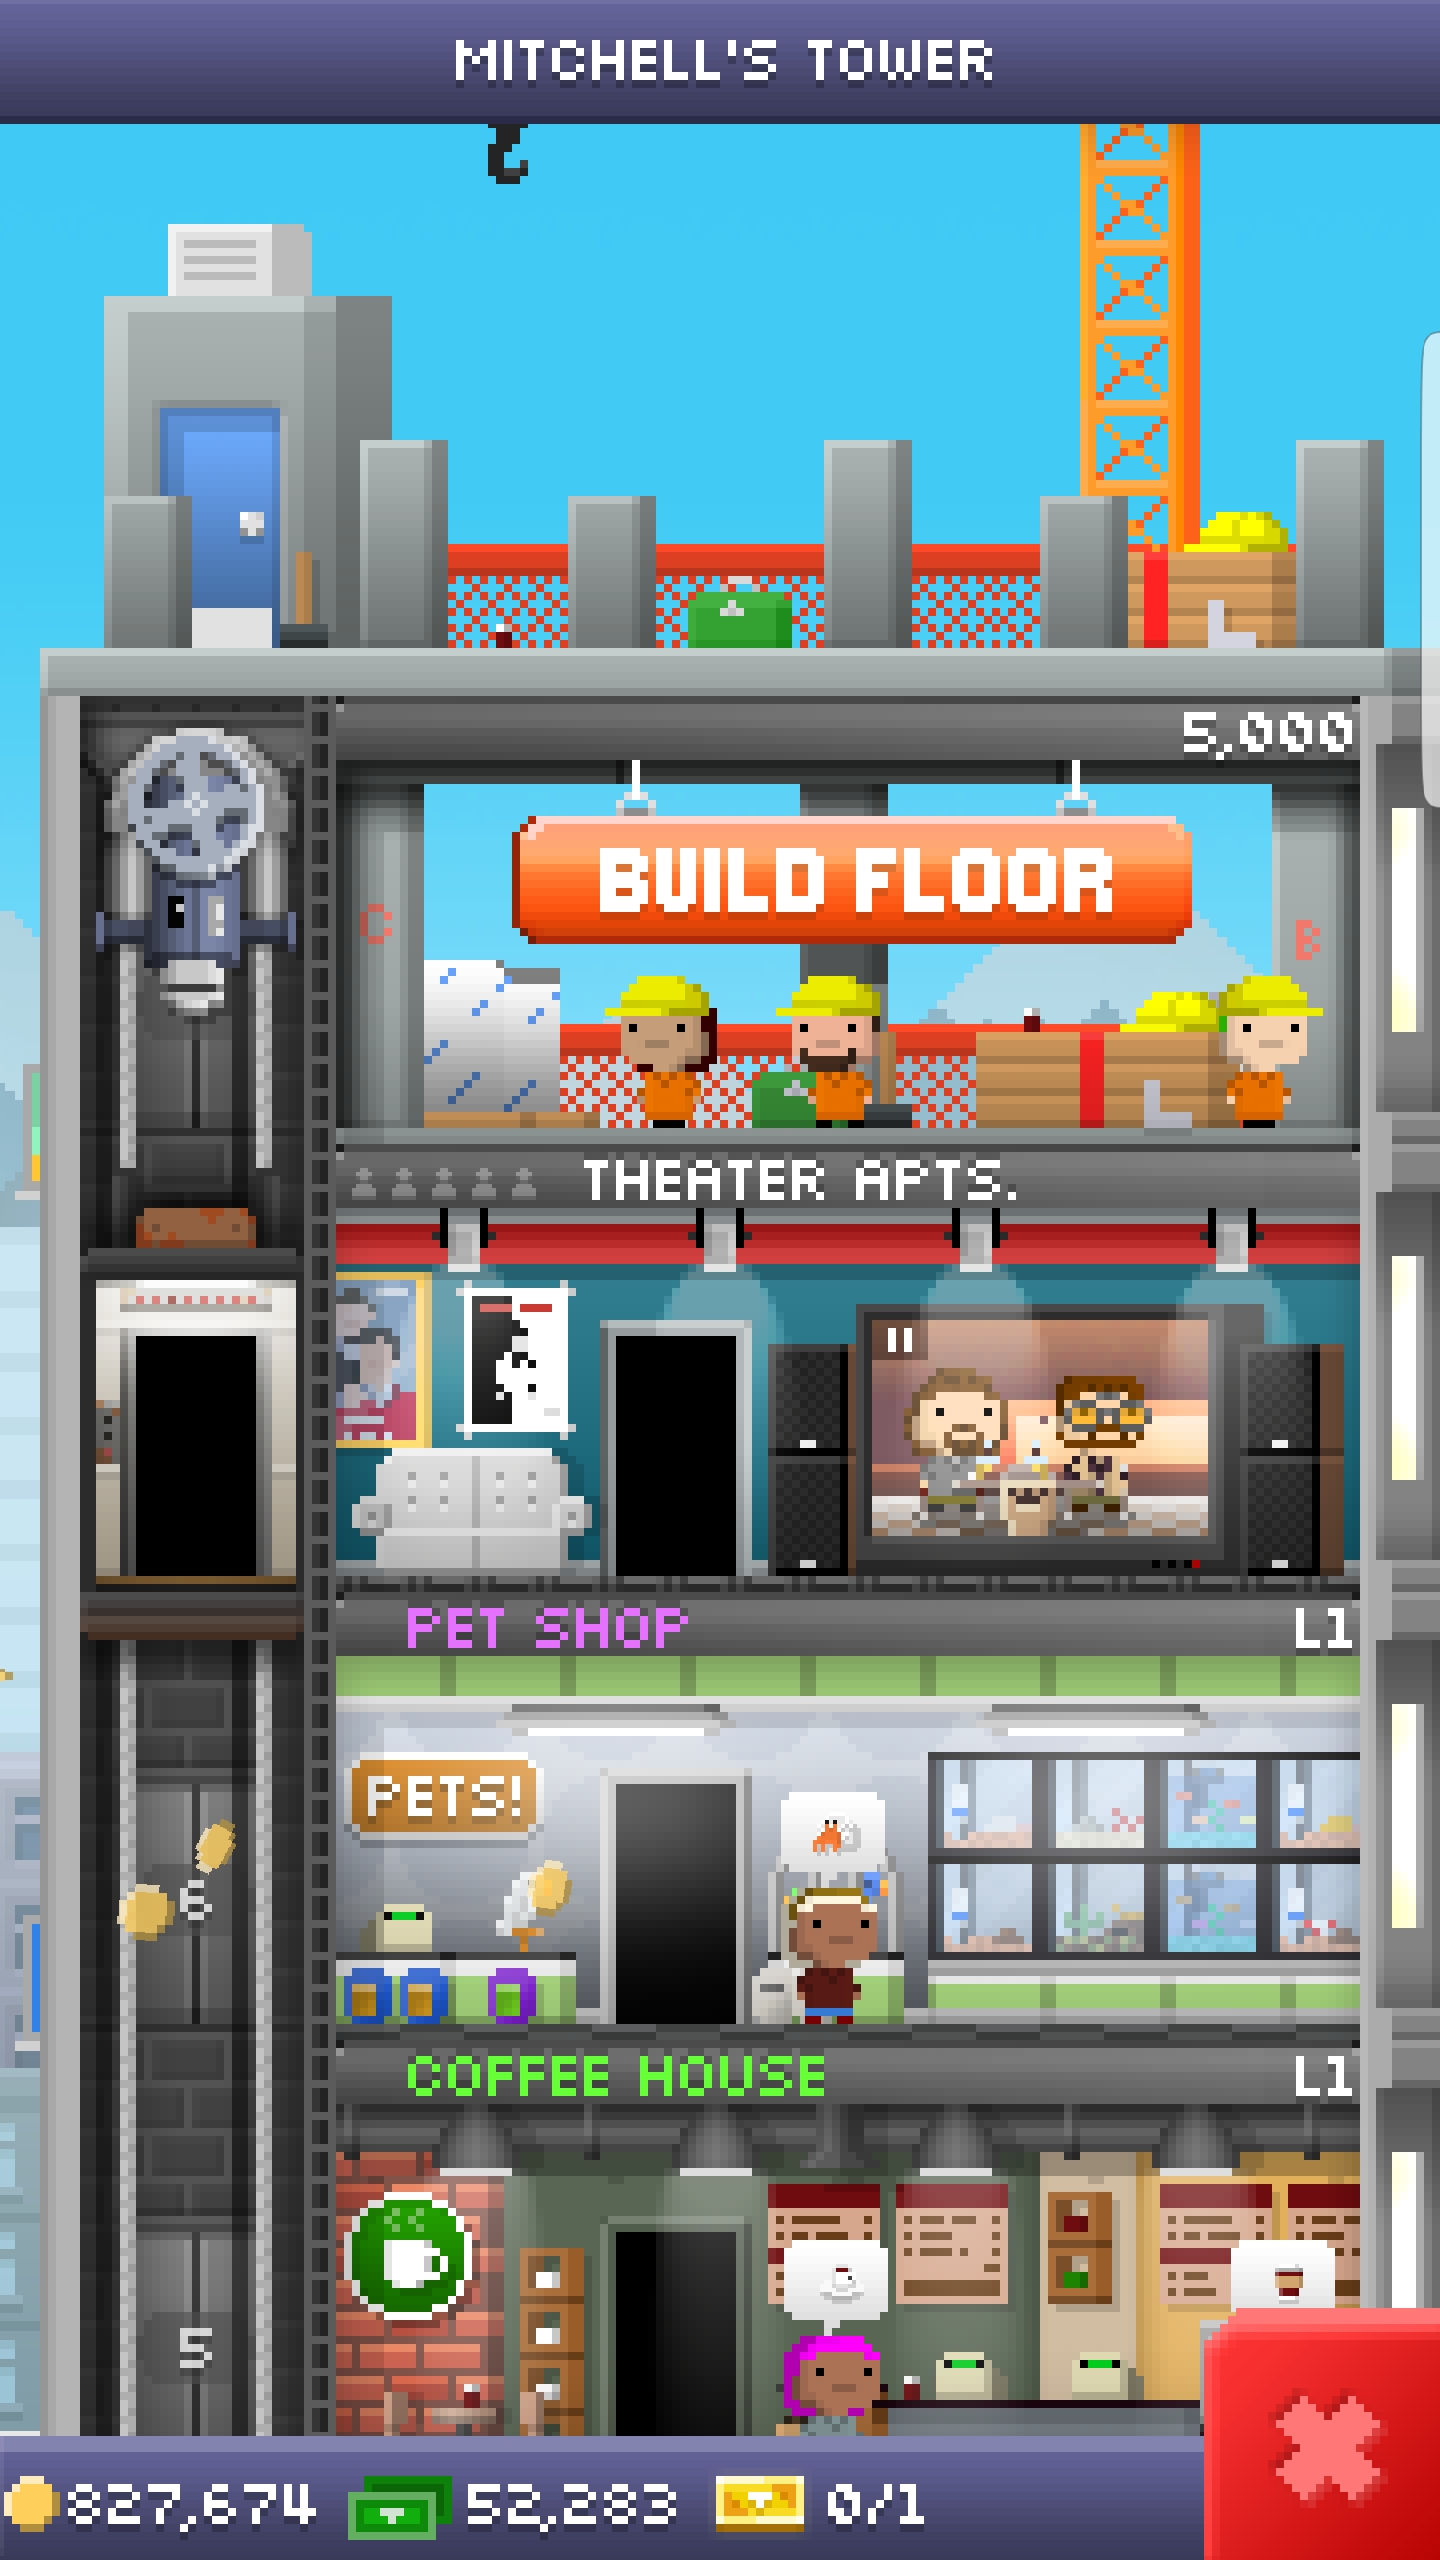 MITCHELL'S TOWER
5,000
BUILD FLOOR
C
B
THEATER APTS.
PET SHOP L1
PETS!
6
COFFEE HOUSE L1
5
827,674 52,283 0/1